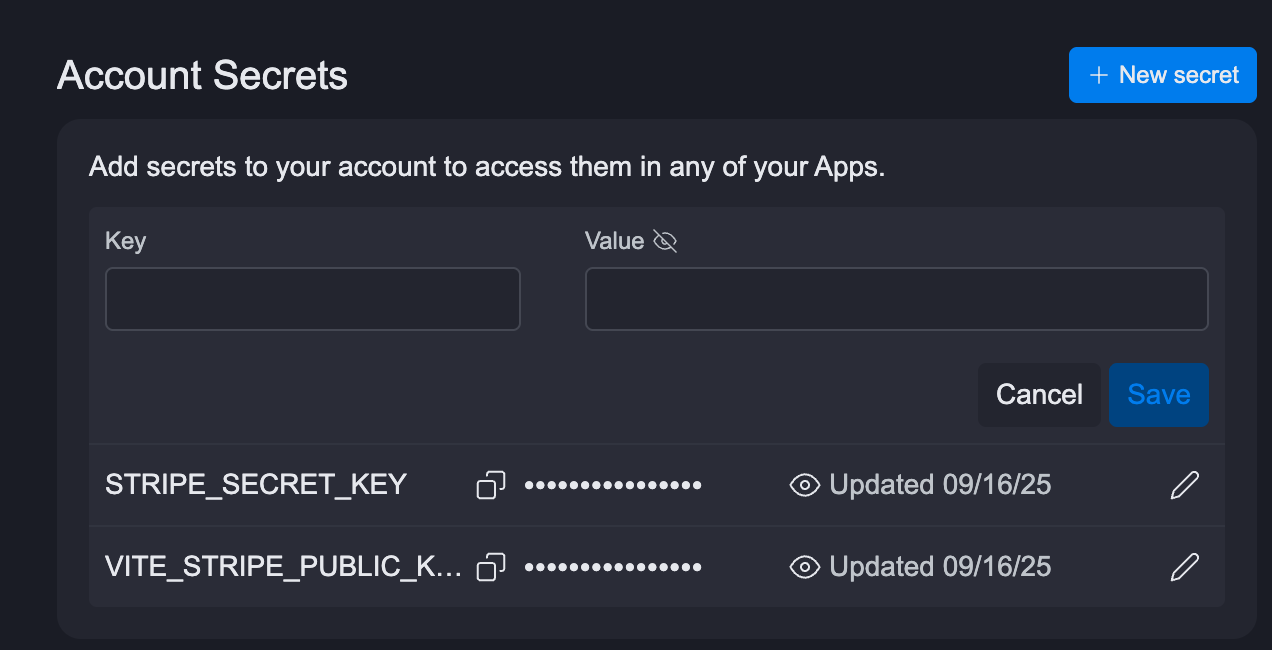 Account Secrets
+ New secret
Add secrets to your account to access them in any of your Apps.
Key Value
Cancel Save
STRIPE_SECRET_KEY •••••••••••••••• Updated 09/16/25
VITE_STRIPE_PUBLIC_K... •••••••••••••••• Updated 09/16/25